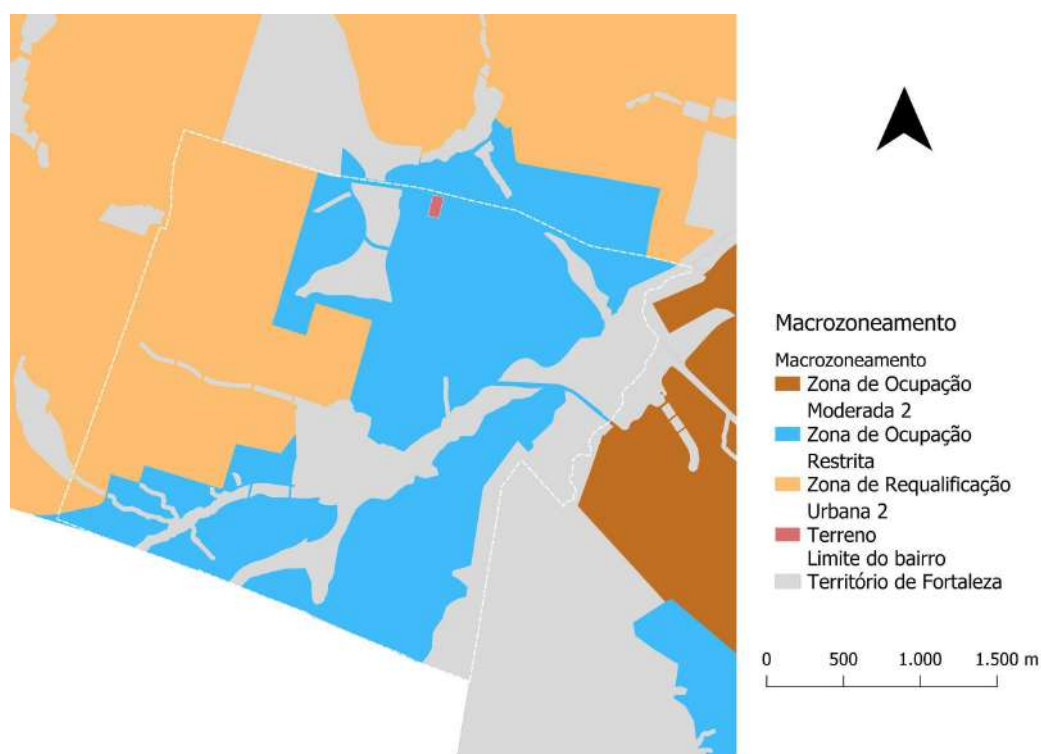 Macrozoneamento
Macrozoneamento
Zona de Ocupação
Moderada 2
Zona de Ocupação
Restrita
Zona de Requalificação
Urbana 2
Terreno
Limite do bairro
Território de Fortaleza
0 500 1.000 1.500 m